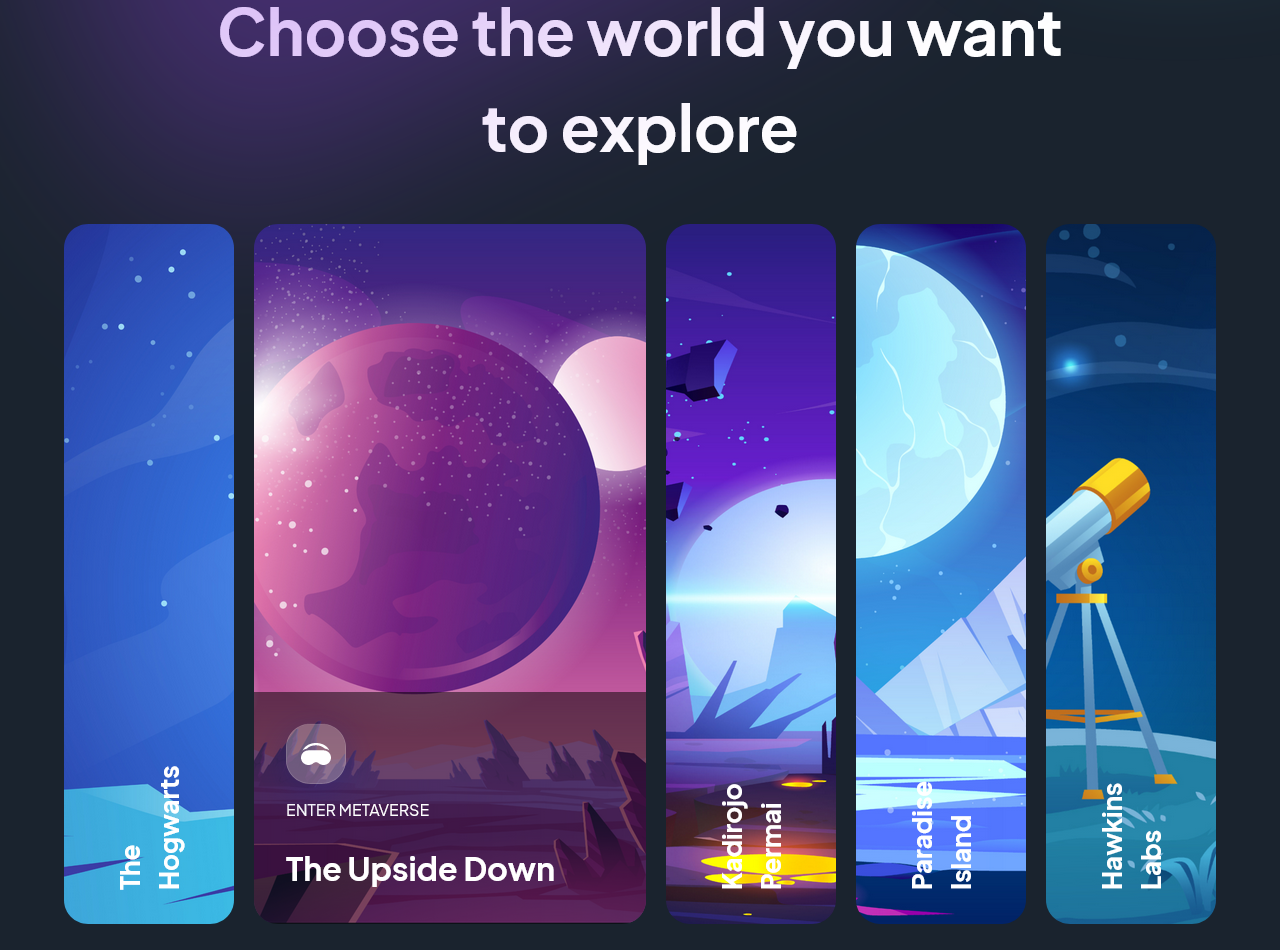 Choose the world you want
to explore
The
Hogwarts
ENTER METAVERSE
The Upside Down
Kadirojo
Permai
Paradise
Island
Hawkins
Labs